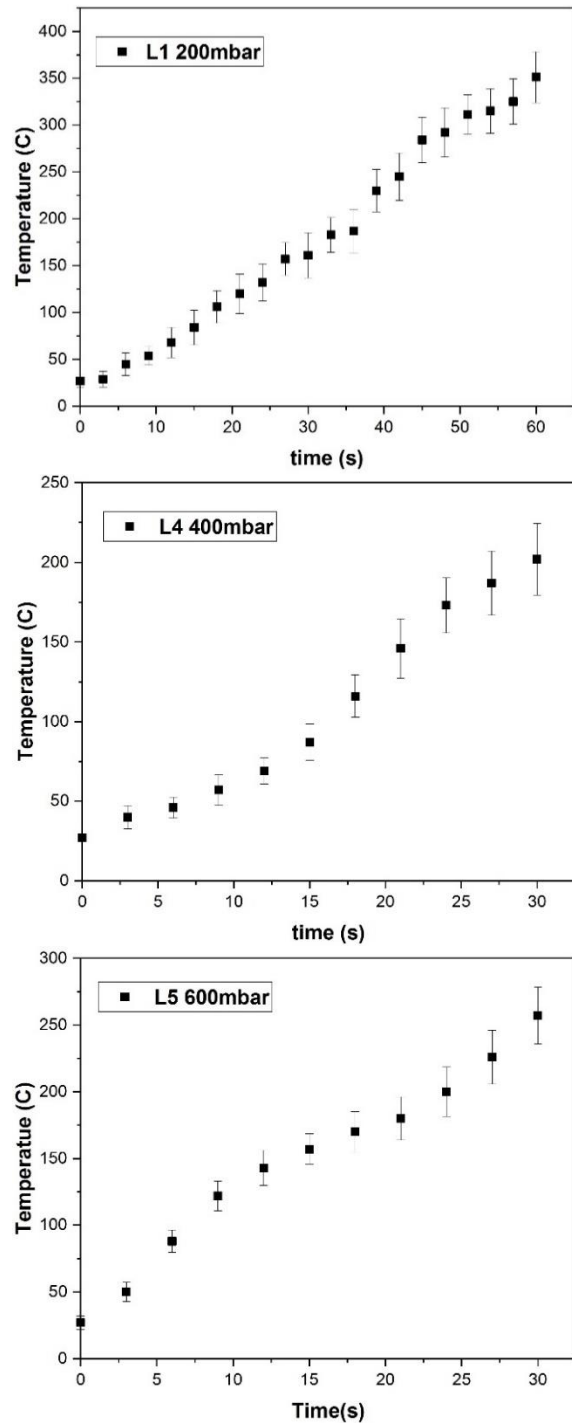 L1 200mbar
Temperature (C)
400
350
300
250
200
150
100
50
0
0 10 20 30 40 50 60
time (s)
L4 400mbar
Temperature (C)
250
200
150
100
50
0
0 5 10 15 20 25 30
time (s)
L5 600mbar
Temperatue (C)
300
250
200
150
100
50
0
0 5 10 15 20 25 30
Time(s)